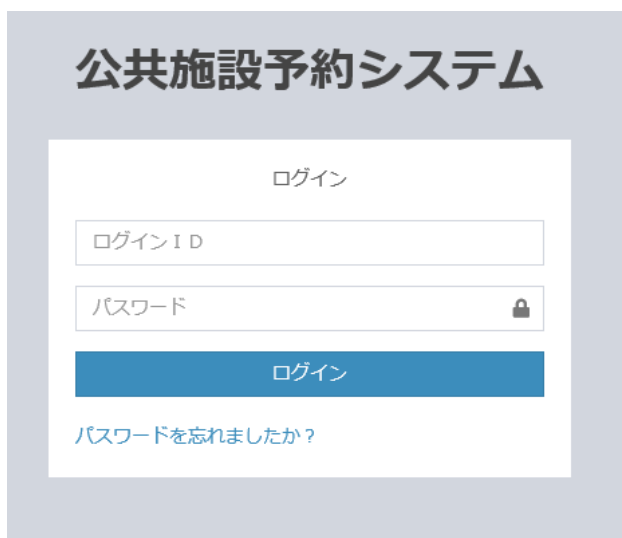 公共施設予約システム
ログイン
ログインＩＤ
パスワード
ログイン
パスワードを忘れましたか？